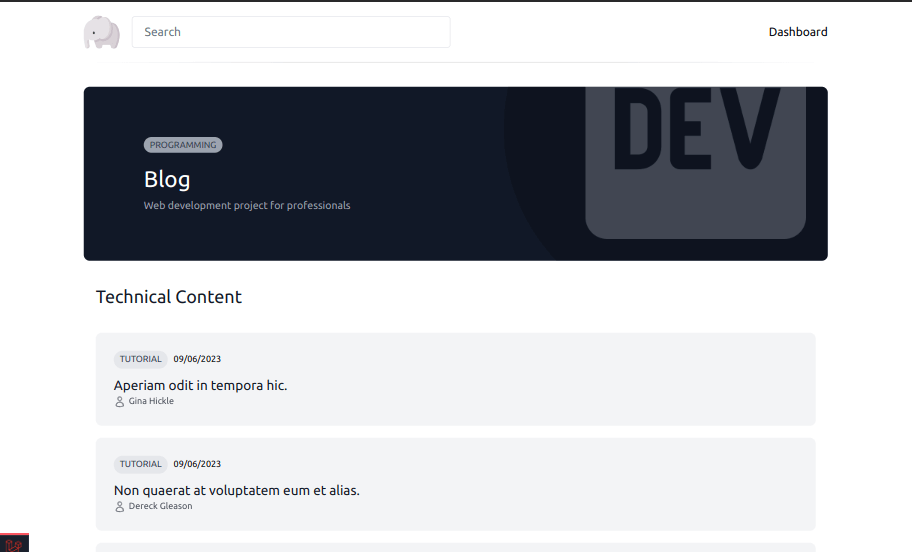 Search
Dashboard
DEV
PROGRAMMING
Blog
Web development project for professionals
Technical Content
TUTORIAL 09/06/2023
Aperiam odit in tempora hic.
Gina Hickle
TUTORIAL 09/06/2023
Non quaerat at voluptatem eum et alias.
Dereck Gleason